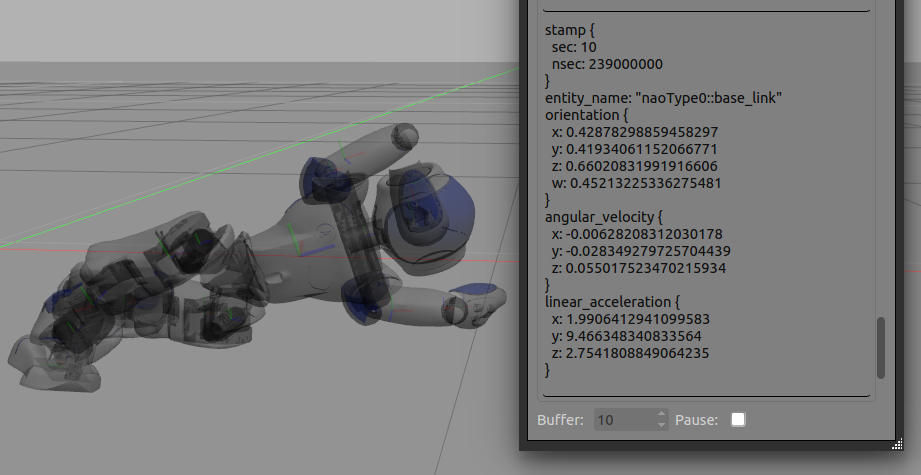 stamp {
sec: 10
nsec: 239000000
}
entity_name: "naoType0::base_link"
orientation {
x: 0.42878298859458297
y: 0.41934061152066771
z: 0.66020831991916606
w: 0.45213225336275481
}
angular_velocity {
x: -0.00628208312030178
y: -0.028349279725704439
z: 0.055017523470215934
}
linear_acceleration {
x: 1.9906412941099583
y: 9.466348340833564
z: 2.7541808849064235
}
Buffer: 10 Pause: